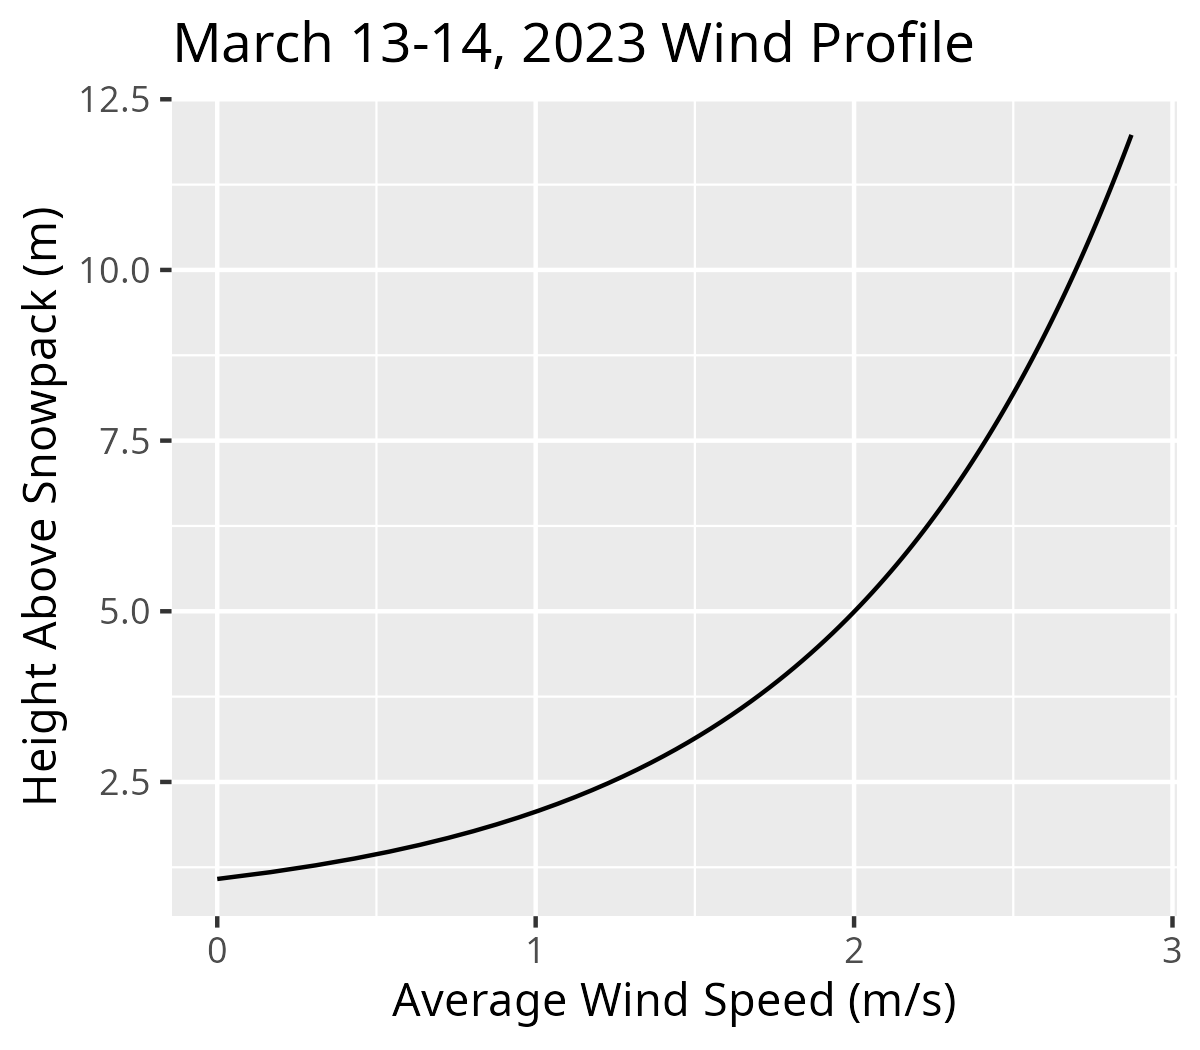 March 13-14, 2023 Wind Profile
Height Above Snowpack (m)
12.5
10.0
7.5
5.0
2.5
0 1 2 3
Average Wind Speed (m/s)